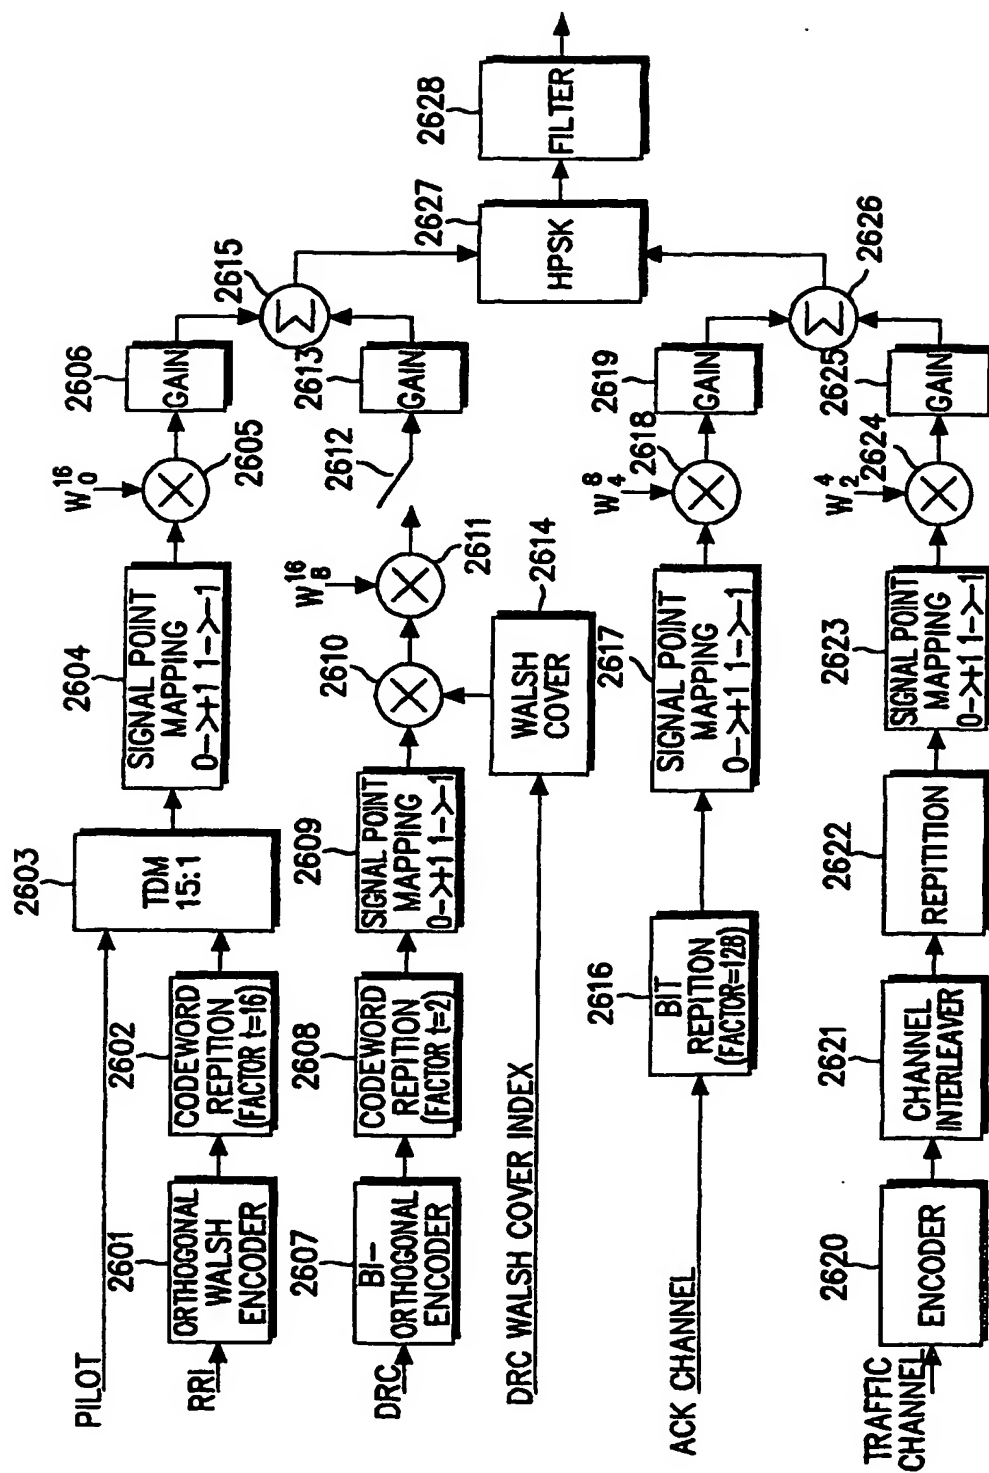 PILOT
RRI
2601
ORTHOGONAL
WALSH
ENCODER
2602
CODEWORD
REPITION
(FACTOR t=16)
2603
TDM
15:1
2604
SIGNAL POINT
MAPPING
0->+1 1->-1
W 16 0
2605
2606
GAIN
2615
Σ
DRC
2607
BI-
ORTHOGONAL
ENCODER
2608
CODEWORD
REPITION
(FACTOR t=2)
2609
SIGNAL POINT
MAPPING
0->+1 1->-1
2610
W 16 8
2611
2612
2613
GAIN
DRC WALSH COVER INDEX
2614
WALSH
COVER
2627
HPSK
2628
FILTER
ACK CHANNEL
2616
BIT
REPITION
(FACTOR=128)
2617
SIGNAL POINT
MAPPING
0->+1 1->-1
W 8 4
2618
2619
GAIN
2626
Σ
TRAFFIC
CHANNEL
2620
ENCODER
2621
CHANNEL
INTERLEAVER
2622
REPITITION
2623
SIGNAL POINT
MAPPING
0->+1 1->-1
W 4 2
2624
2625
GAIN